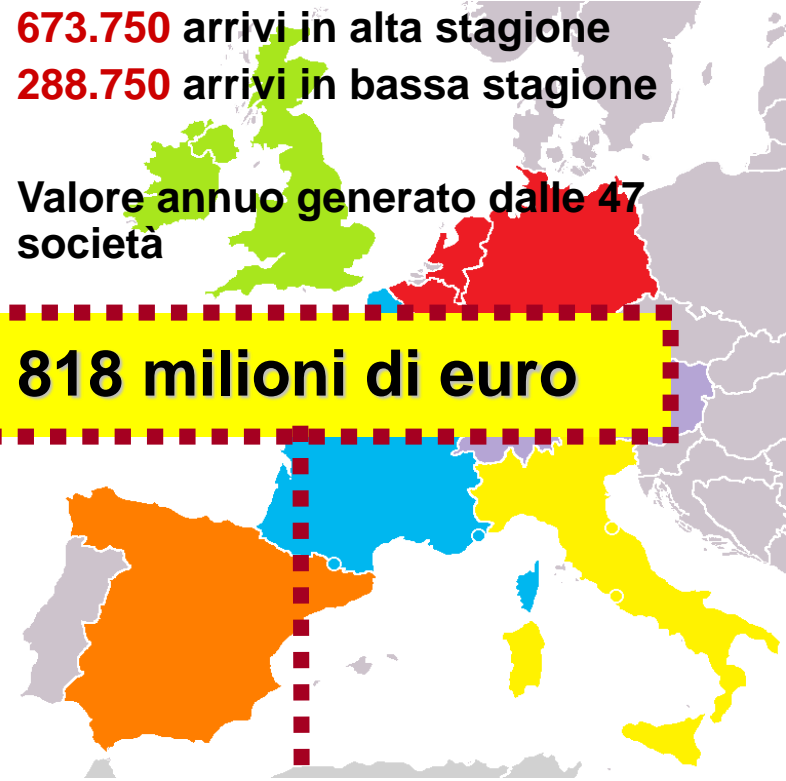 673.750 arrivi in alta stagione
288.750 arrivi in bassa stagione
Valore annuo generato dalle 47
società
818 milioni di euro